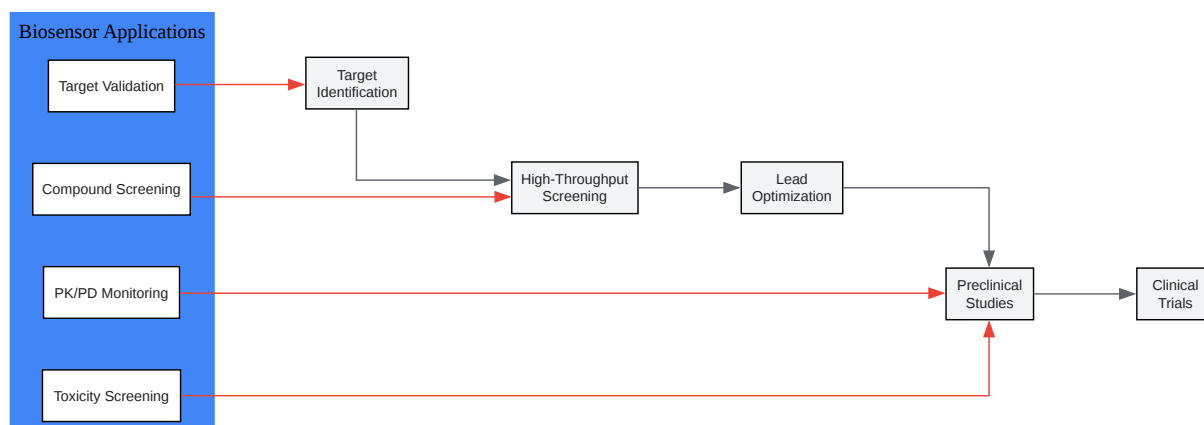 Biosensor Applications
Target Validation
Target
Identification
Compound Screening
High-Throughput
Screening
Lead
Optimization
PK/PD Monitoring
Preclinical
Studies
Clinical
Trials
Toxicity Screening